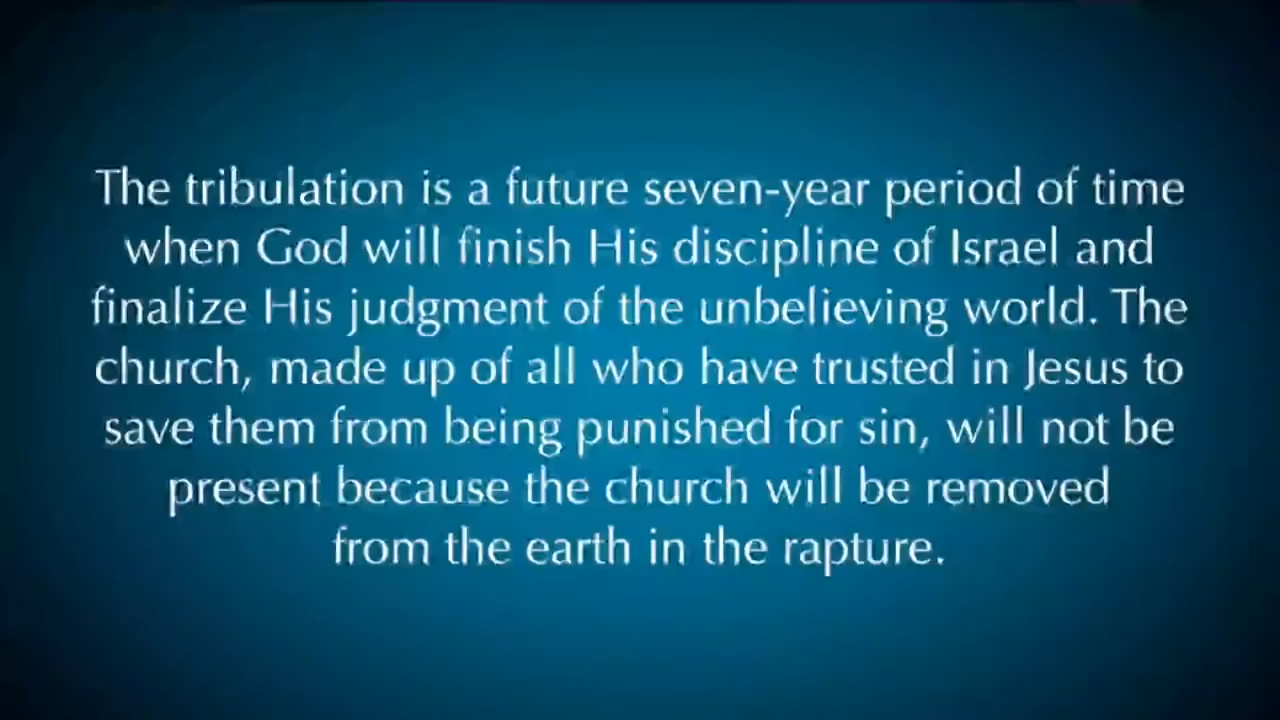 The tribulation is a future seven-year period of time
when God will finish His discipline of Israel and
finalize His judgment of the unbelieving world. The
church, made up of all who have trusted in Jesus to
save them from being punished for sin, will not be
present because the church will be removed
from the earth in the rapture.